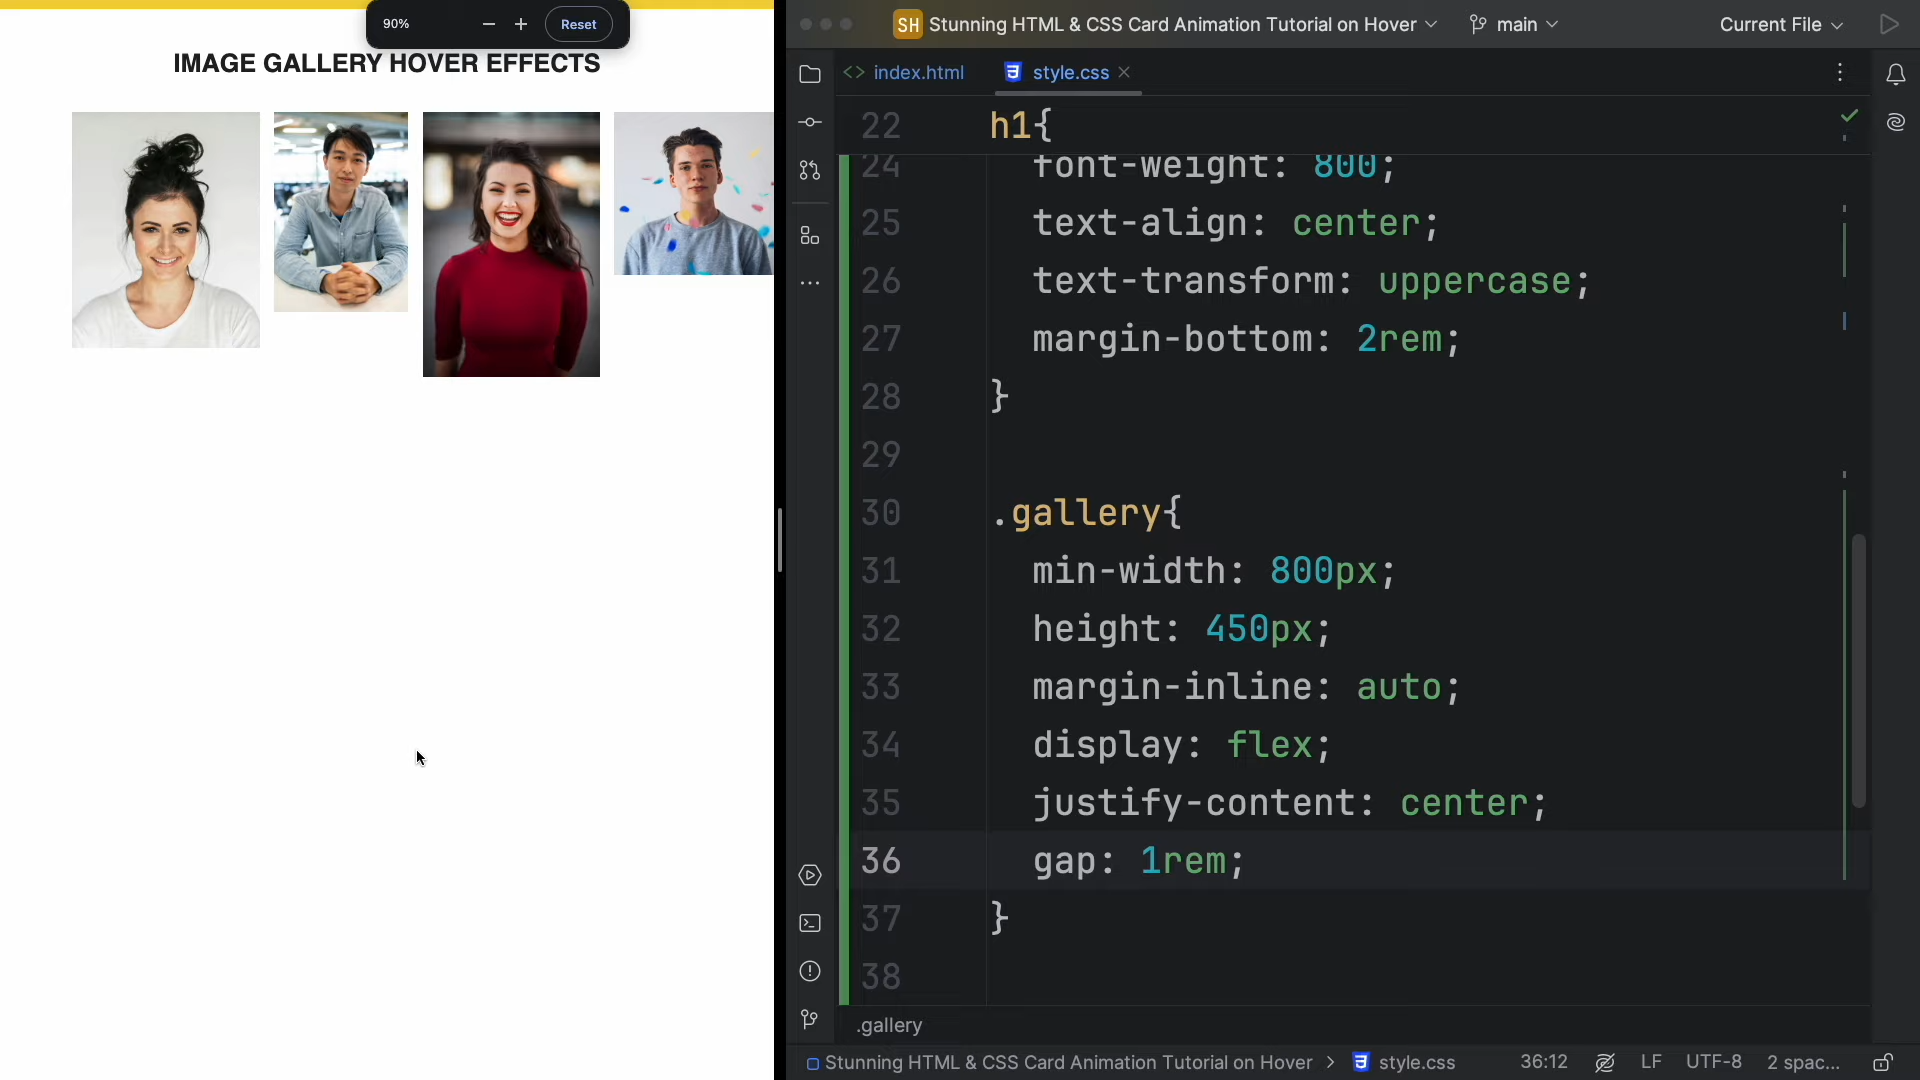 90%
Reset
IMAGE GALLERY HOVER EFFECTS
SH Stunning HTML & CSS Card Animation Tutorial on Hover
main
Current File
<> index.html
style.css
22 h1{
24 font-weight: 800;
25 text-align: center;
26 text-transform: uppercase;
27 margin-bottom: 2rem;
28 }
29
30 .gallery{
31 min-width: 800px;
32 height: 450px;
33 margin-inline: auto;
34 display: flex;
35 justify-content: center;
36 gap: 1rem;
37 }
38
.gallery
Stunning HTML & CSS Card Animation Tutorial on Hover > style.css
36:12
LF
UTF-8
2 spac...